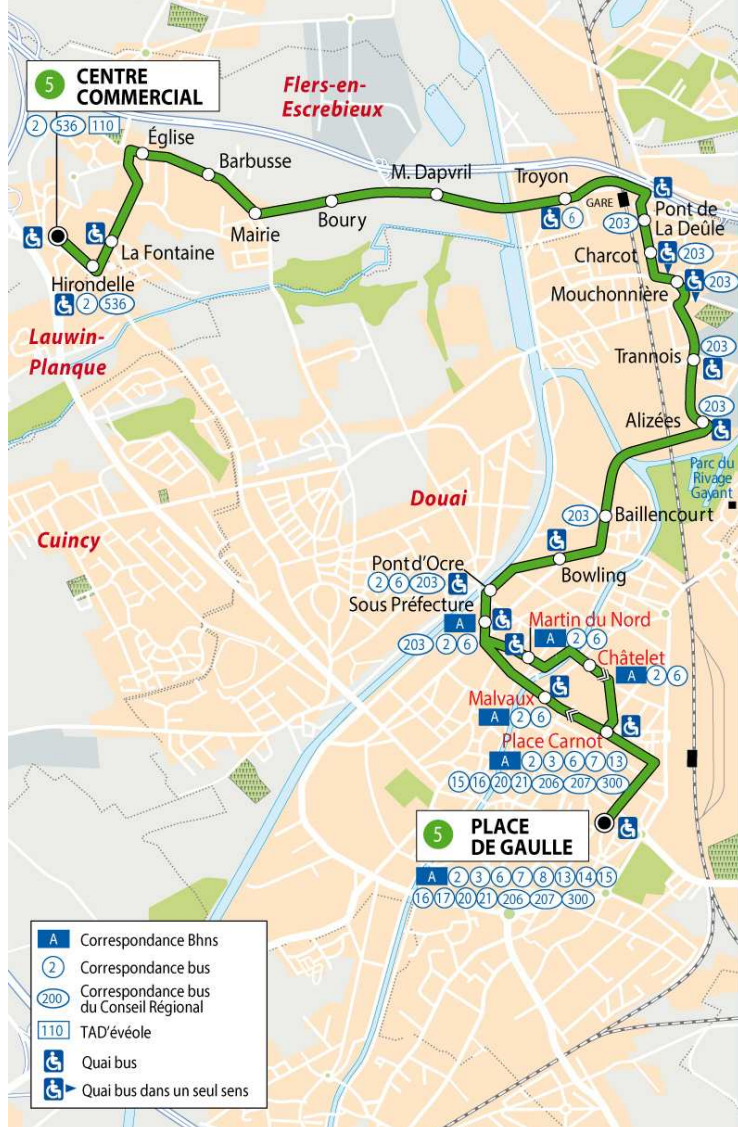 5 CENTRE
COMMERCIAL
2 536 110
Flers-en-
Escrebieux
Église
Barbusse
M. Dapvril
Troyon
6
GARE
Pont de
La Deûle
203
Mairie
Boury
La Fontaine
Charcot
203
Hirondelle
2 536
Mouchonnière
203
Lauwin-
Planque
Trannois
203
Alizées
203
Parc du
Rivage
Gayant
Douai
Cuincy
203 Baillencourt
Pont d'Ocre
2 6 203
Bowling
Sous Préfecture
A
203 2 6
Martin du Nord
A 2 6
Châtelet
A 2 6
Malvaux
A 2 6
Place Carnot
A 2 3 6 7 13
15 16 20 21 206 207 300
5 PLACE
DE GAULLE
A 2 3 6 7 8 13 14 15
16 17 20 21 206 207 300
A Correspondance Bhns
2 Correspondance bus
200 Correspondance bus
du Conseil Régional
110 TAD'évéole
Quai bus
Quai bus dans un seul sens